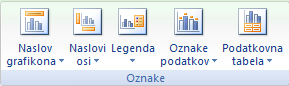 Naslov Naslovi Legenda Oznake Podatkovna
grafikona osi podatkov tabela
Oznake